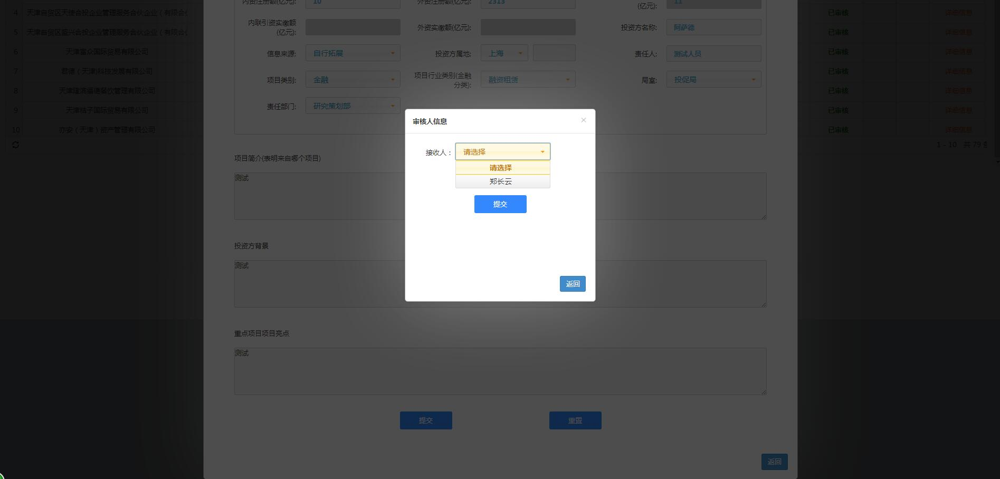 内资注册额(亿元):
10
外资注册额(亿元):
2313
(亿元):
11
4
天津自贸区天使合投企业管理服务合伙企业（有限合伙
已审核
详细信息
内联引资实缴额
(亿元):
外资实缴额(亿元):
投资方名称:
阿萨德
5
天津自贸区盛兴合投企业管理服务合伙企业（有限合伙
已审核
详细信息
6
天津富众国际贸易有限公司
信息来源:
自行拓展
投资方属地:
上海
责任人:
测试人员
已审核
详细信息
7
君德（天津)科技发展有限公司
已审核
详细信息
项目类别:
金融
项目行业类别(金融
分类):
融资租赁
局室:
投促局
8
天津隆滨福德餐饮管理有限公司
已审核
详细信息
9
天津桔子国际贸易有限公司
责任部门:
研究策划部
已审核
详细信息
10
亦安（天津）资产管理有限公司
已审核
详细信息
1 - 10 共 79 条
审核人信息
×
接收人：
请选择
请选择
郑长云
提交
返回
项目简介(表明来自哪个项目)
测试
投资方背景
测试
重点项目项目亮点
测试
提交
重置
返回